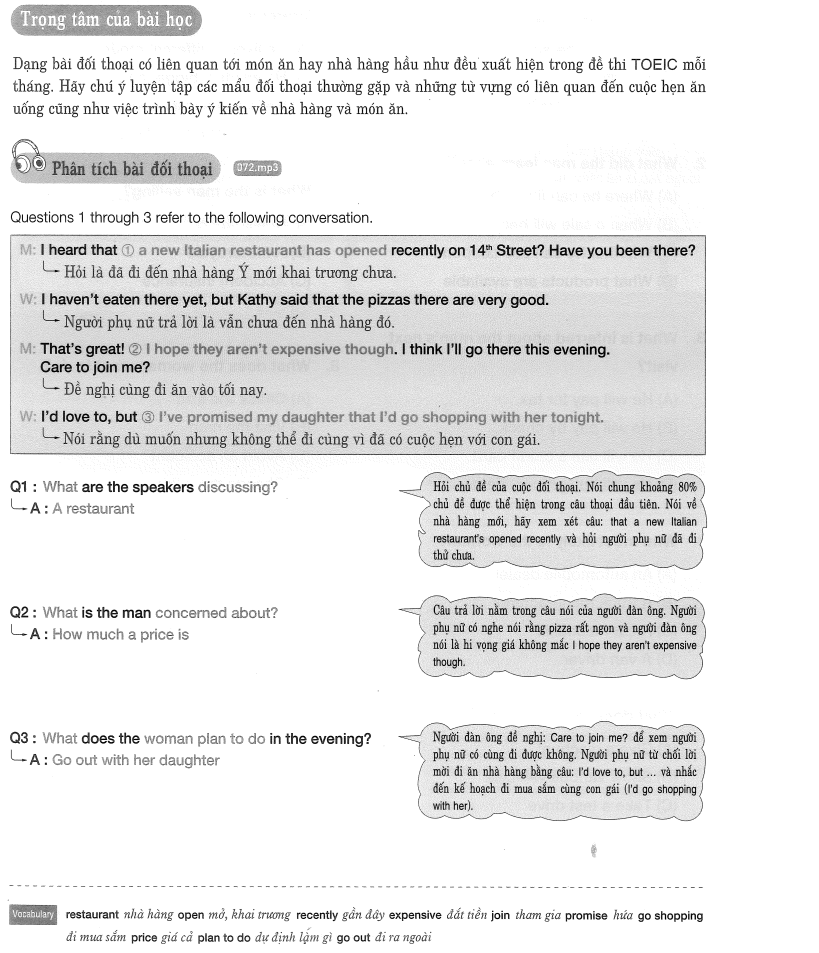 Trọng tâm của bài học
Dạng bài đối thoại có liên quan tới món ăn hay nhà hàng hầu như đều xuất hiện trong đề thi TOEIC mỗi
tháng. Hãy chú ý luyện tập các mẩu đối thoại thường gặp và những từ vựng có liên quan đến cuộc hẹn ăn
uống cũng như việc trình bày ý kiến về nhà hàng và món ăn.
Phân tích bài đối thoại 072.mp3
Questions 1 through 3 refer to the following conversation.
M: I heard that ① a new Italian restaurant has opened recently on 14th Street? Have you been there?
Hỏi là đã đi đến nhà hàng Ý mới khai trương chưa.
W: I haven't eaten there yet, but Kathy said that the pizzas there are very good.
Người phụ nữ trả lời là vẫn chưa đến nhà hàng đó.
M: That's great! ② I hope they aren't expensive though. I think I'll go there this evening.
Care to join me?
Đề nghị cùng đi ăn vào tối nay.
W: I'd love to, but ③ I've promised my daughter that I'd go shopping with her tonight.
Nói rằng dù muốn nhưng không thể đi cùng vì đã có cuộc hẹn với con gái.
Q1 : What are the speakers discussing?
A : A restaurant
Hỏi chủ đề của cuộc đối thoại. Nói chung khoảng 80%
chủ đề được thể hiện trong câu thoại đầu tiên. Nói về
nhà hàng mới, hãy xem xét câu: that a new Italian
restaurant's opened recently và hỏi người phụ nữ đã đi
thử chưa.
Q2 : What is the man concerned about?
A : How much a price is
Câu trả lời nằm trong câu nói của người đàn ông. Người
phụ nữ có nghe nói rằng pizza rất ngon và người đàn ông
nói là hi vọng giá không mắc I hope they aren't expensive
though.
Q3 : What does the woman plan to do in the evening?
A : Go out with her daughter
Người đàn ông đề nghị: Care to join me? để xem người
phụ nữ có cùng đi được không. Người phụ nữ từ chối lời
mời đi ăn nhà hàng bằng câu: I'd love to, but ... và nhắc
đến kế hoạch đi mua sắm cùng con gái (I'd go shopping
with her).
Vocabulary restaurant nhà hàng open mở, khai trương recently gần đây expensive đắt tiền join tham gia promise hứa go shopping
đi mua sắm price giá cả plan to do dự định làm gì go out đi ra ngoài